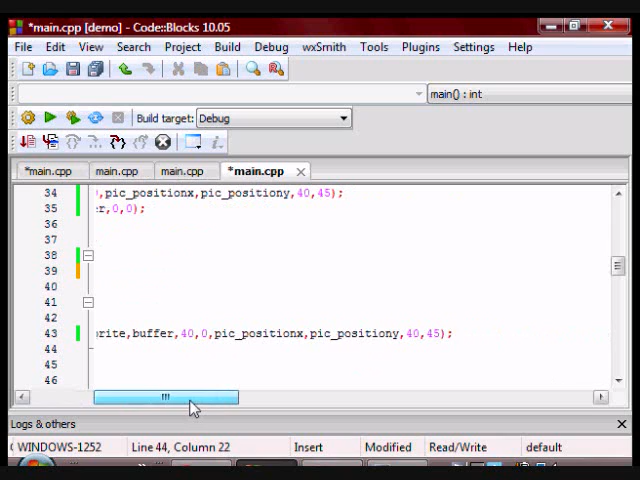 *main.cpp [demo] - Code::Blocks 10.05
File Edit View Search Project Build Debug wxSmith Tools Plugins Settings Help
main() : int
Build target: Debug
*main.cpp main.cpp main.cpp *main.cpp
34 ,pic_positionx,pic_positiony,40,45);
35 er,0,0);
36
37
38
39
40
41
42
43 rite,buffer,40,0,pic_positionx,pic_positiony,40,45);
44
45
46
Logs & others
WINDOWS-1252 Line 44, Column 22 Insert Modified Read/Write default